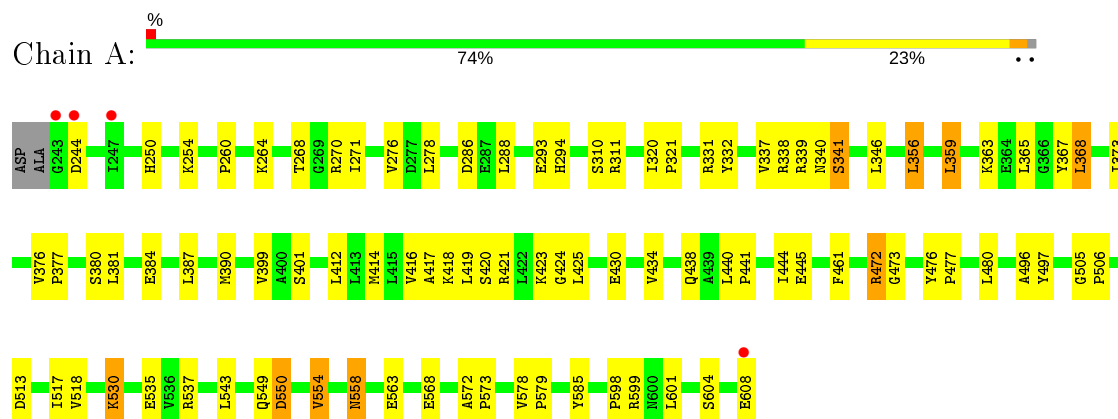 %
Chain A:
74% 23%
ASP ALA G243 D244 I247 H250 K254 P260 K264 T268 G269 R270 I271 V276 D277 L278 D286 E287 L288 E293 H294 S310 R311 I320 P321 R331 Y332 V337 R338 R339 N340 S341 L346 L356 L359 K363 E364 L365 G366 Y367 L368 I373
V376 P377 S380 L381 E384 L387 M390 V399 A400 S401 L412 L413 M414 L415 V416 A417 K418 L419 S420 R421 L422 K423 G424 L425 E430 V434 Q438 A439 L440 P441 I444 E445 F461 R472 G473 Y476 P477 L480 A496 Y497 G505 P506
D513 I517 V518 K530 E535 V536 R537 L543 Q549 D550 V554 N558 E563 E568 A572 P573 V578 P579 Y585 P598 R599 N600 L601 S604 E608